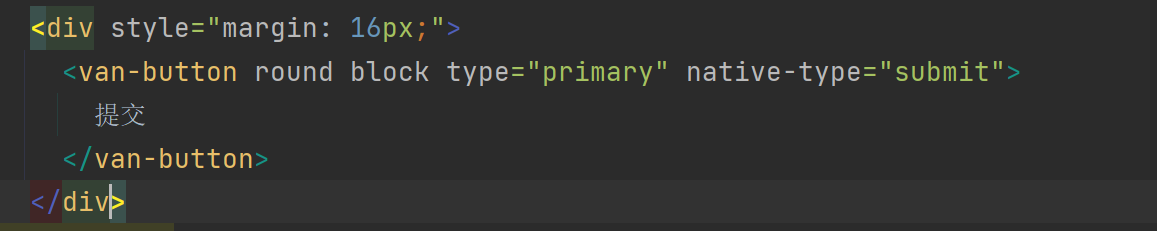 <div style="margin: 16px;">
<van-button round block type="primary" native-type="submit">
提交
</van-button>
</div>